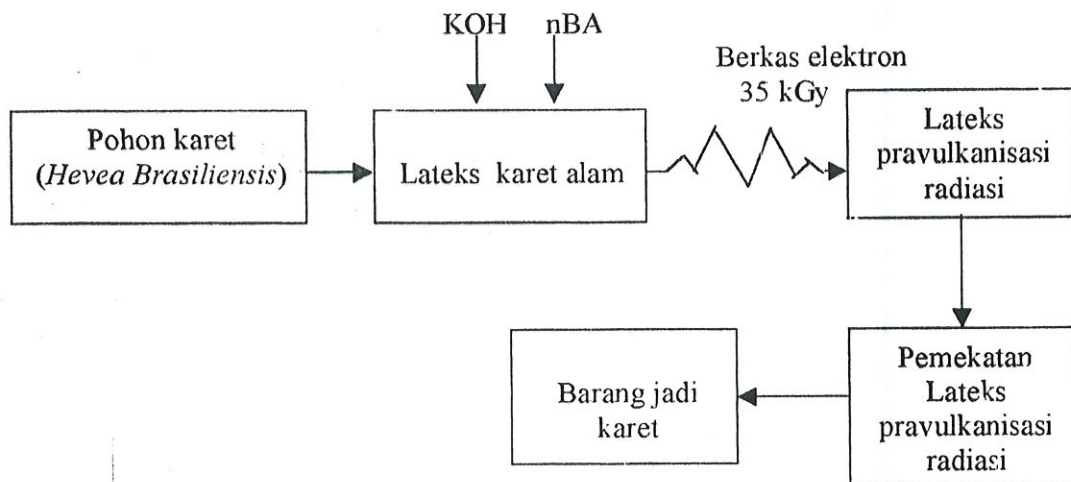 KOH nBA
Berkas elektron
35 kGy
Pohon karet
(Hevea Brasiliensis)
Lateks karet alam
Lateks
pravulkanisasi
radiasi
Pemekatan
Lateks
pravulkanisasi
radiasi
Barang jadi
karet